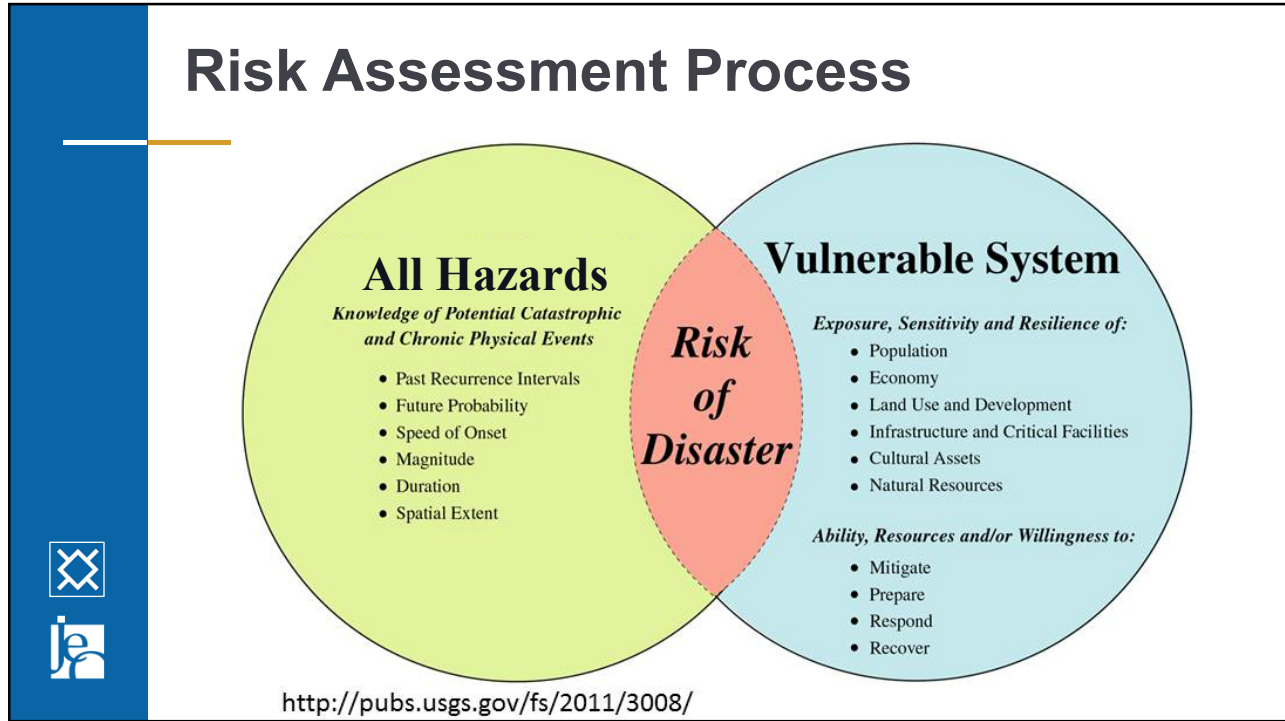 Risk Assessment Process
All Hazards
Knowledge of Potential Catastrophic
and Chronic Physical Events
• Past Recurrence Intervals
• Future Probability
• Speed of Onset
• Magnitude
• Duration
• Spatial Extent
Risk
of
Disaster
Vulnerable System
Exposure, Sensitivity and Resilience of:
• Population
• Economy
• Land Use and Development
• Infrastructure and Critical Facilities
• Cultural Assets
• Natural Resources
Ability, Resources and/or Willingness to:
• Mitigate
• Prepare
• Respond
• Recover
jeo
http://pubs.usgs.gov/fs/2011/3008/